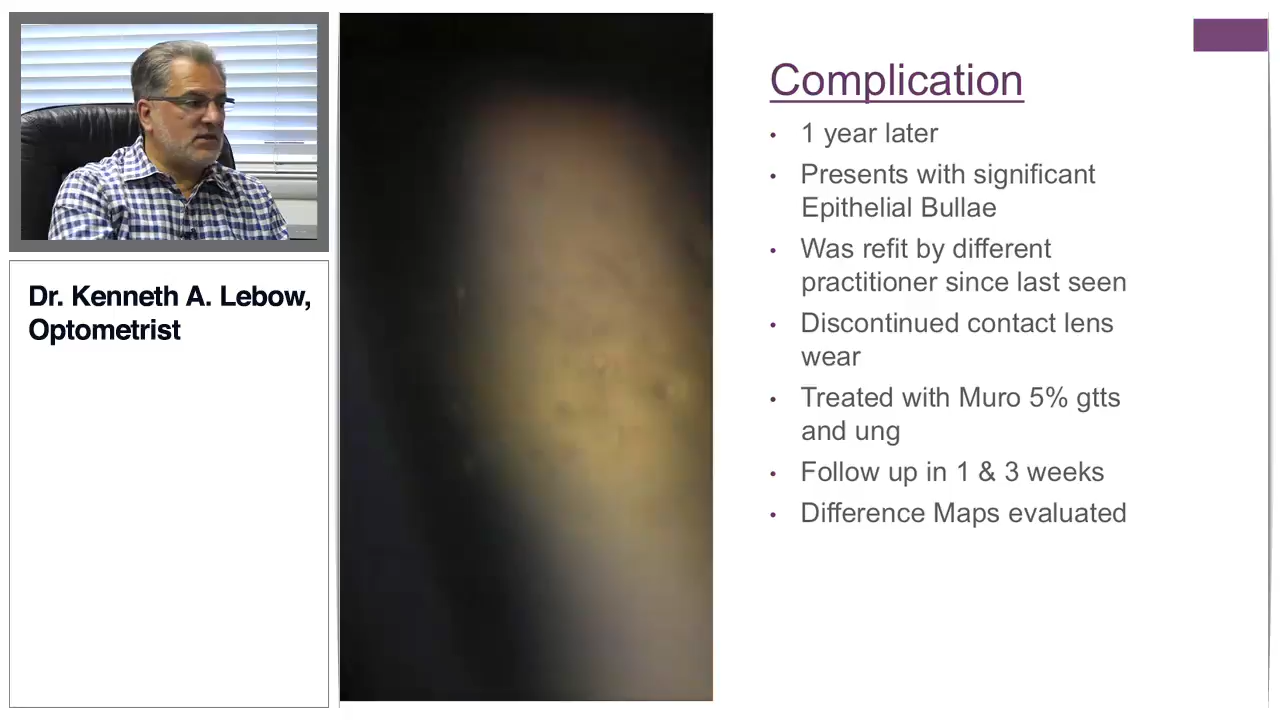 Dr. Kenneth A. Lebow,
Optometrist
Complication
• 1 year later
• Presents with significant
Epithelial Bullae
• Was refit by different
practitioner since last seen
• Discontinued contact lens
wear
• Treated with Muro 5% gtts
and ung
• Follow up in 1 & 3 weeks
• Difference Maps evaluated